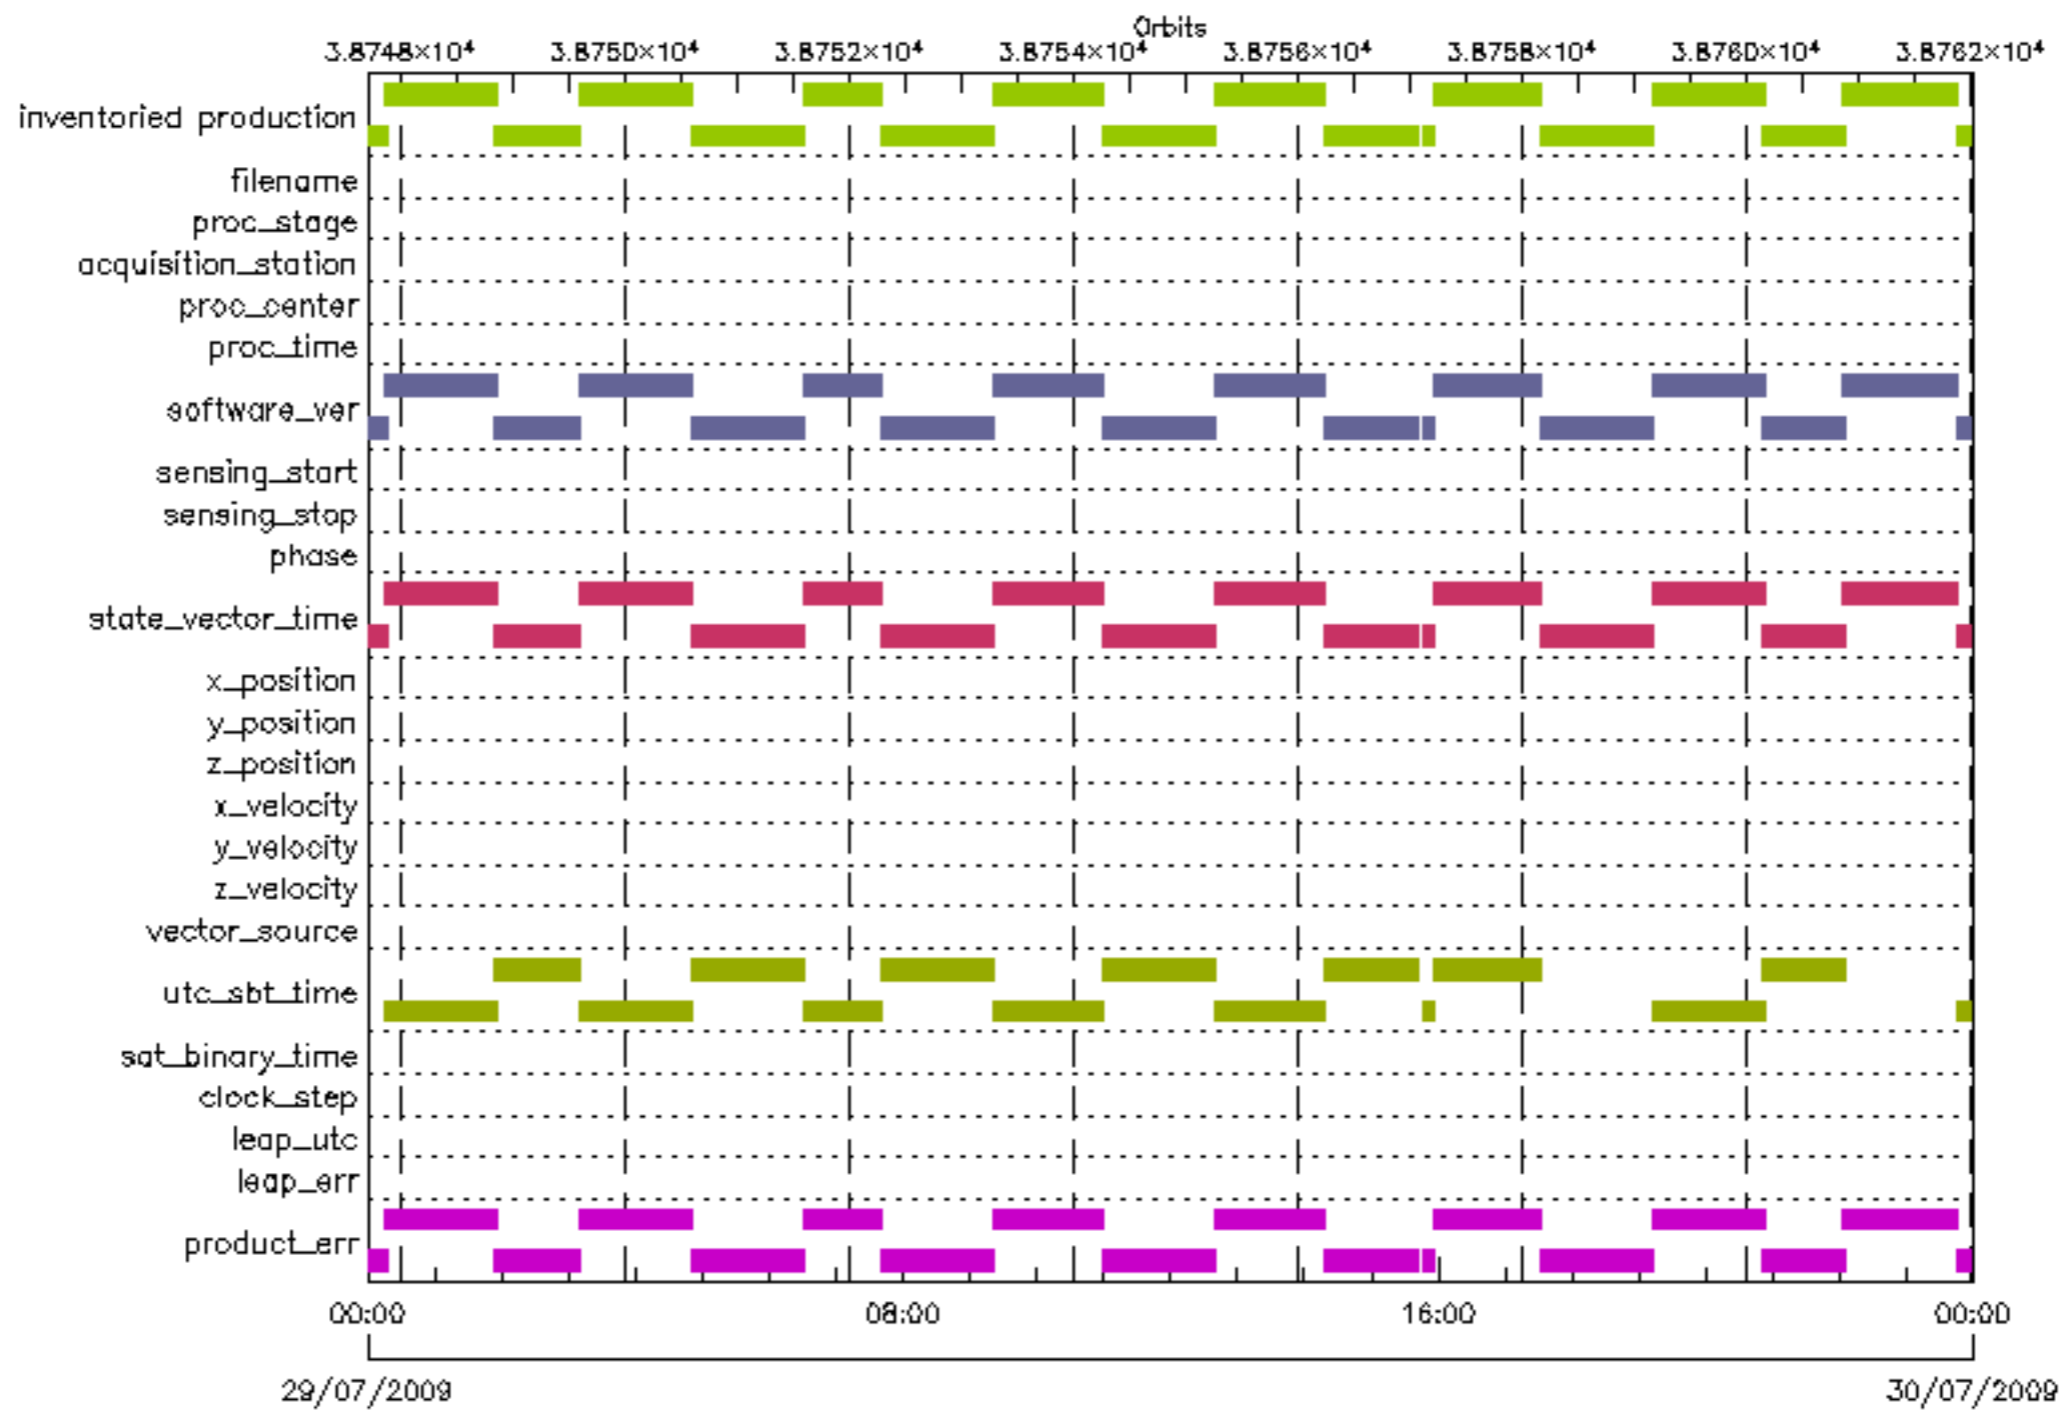 Orbits
3.8748×10⁴ 3.8750×10⁴ 3.8752×10⁴ 3.8754×10⁴ 3.8756×10⁴ 3.8758×10⁴ 3.8760×10⁴ 3.8762×10⁴
inventoried production
filename
proc_stage
acquisition_station
proc_center
proc_time
software_ver
sensing_start
sensing_stop
phase
state_vector_time
x_position
y_position
z_position
x_velocity
y_velocity
z_velocity
vector_source
utc_sbt_time
sat_binary_time
clock_step
leap_utc
leap_err
product_err
00:00 08:00 16:00 00:00
29/07/2009 30/07/2009